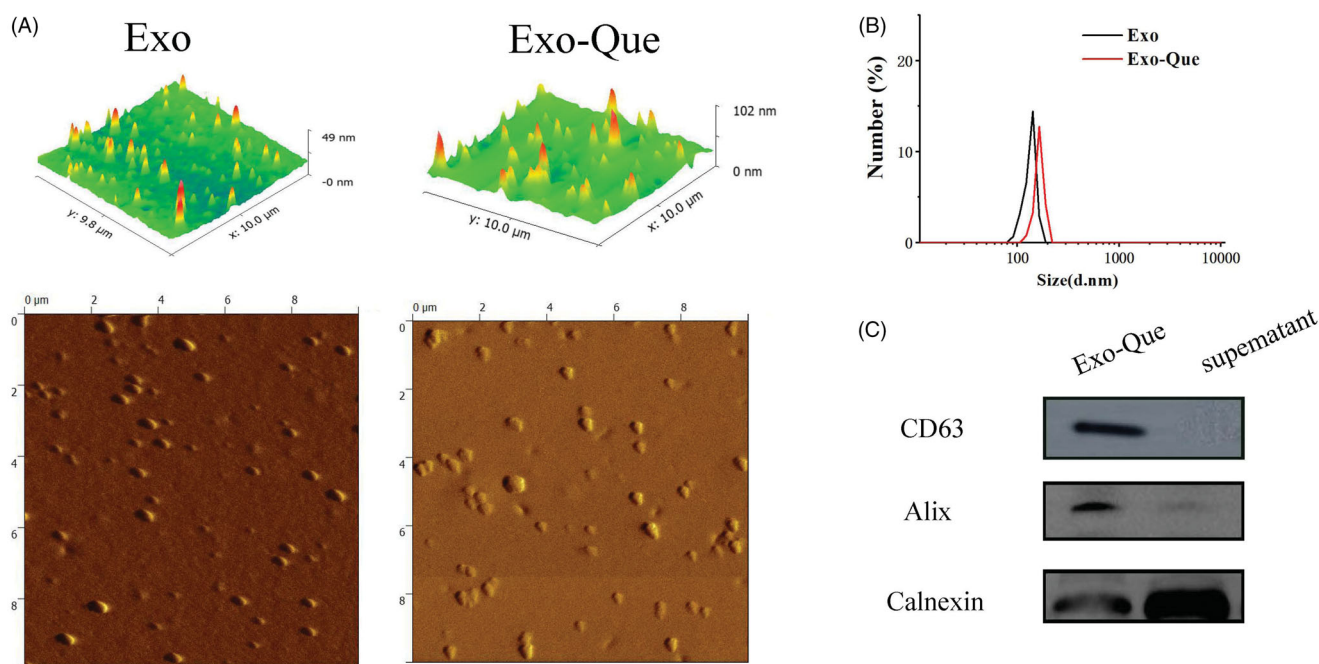 (A)
Exo
Exo-Que
49 nm
-0 nm
y: 9.8 µm
x: 10.0 µm
102 nm
0 nm
y: 10.0 µm
x: 10.0 µm
0 µm 2 4 6 8
0
2
4
6
8
0 µm 2 4 6 8
0
2
4
6
8
(B)
Exo
Exo-Que
Number (%)
20
10
0
100 1000 10000
Size(d.nm)
(C)
Exo-Que supematant
CD63
Alix
Calnexin